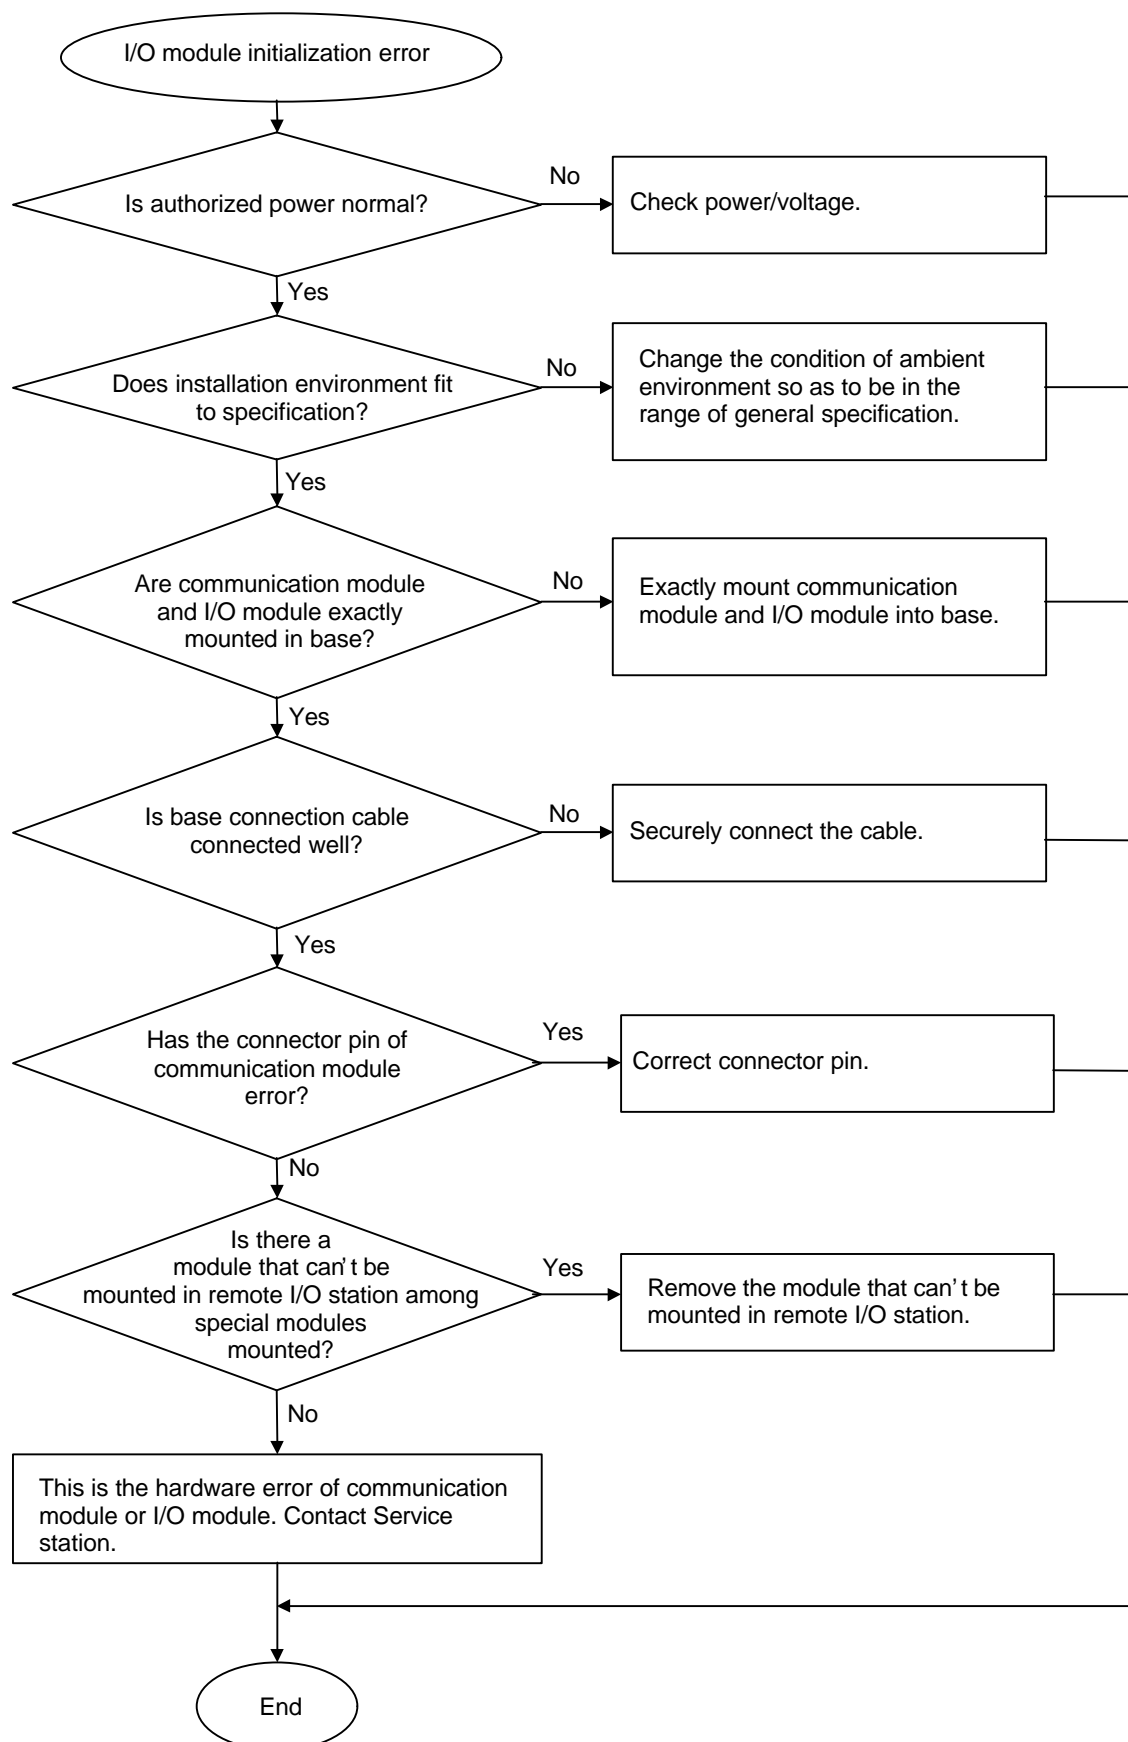 I/O module initialization error
Is authorized power normal?
No
Check power/voltage.
Yes
Does installation environment fit
to specification?
No
Change the condition of ambient
environment so as to be in the
range of general specification.
Yes
Are communication module
and I/O module exactly
mounted in base?
No
Exactly mount communication
module and I/O module into base.
Yes
Is base connection cable
connected well?
No
Securely connect the cable.
Yes
Has the connector pin of
communication module
error?
Yes
Correct connector pin.
No
Is there a
module that can’t be
mounted in remote I/O station among
special modules
mounted?
Yes
Remove the module that can’t be
mounted in remote I/O station.
No
This is the hardware error of communication
module or I/O module. Contact Service
station.
End